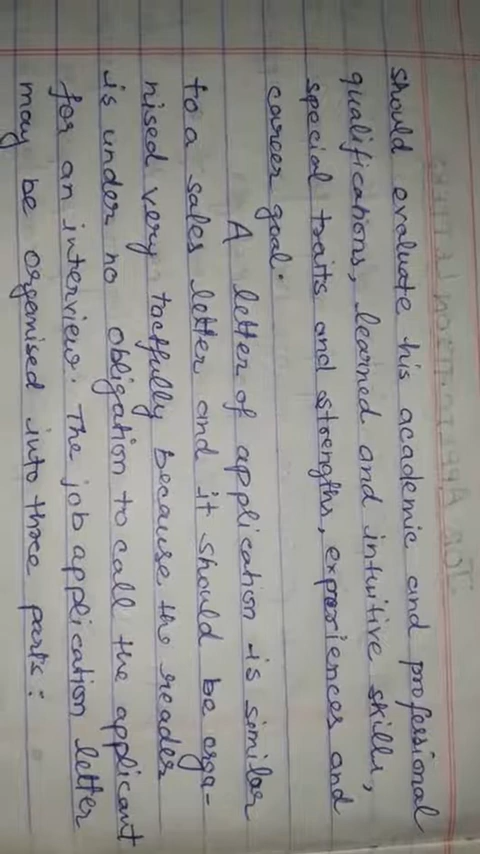 should evaluate his academic and professional
qualifications, learned and intuitive skills,
special traits and strengths, experiences and
career goal.
A letter of application is similar
to a sales letter and it should be orga-
nised very tactfully because the reader
is under no obligation to call the applicant
for an interview. The job application letter
may be organised into three parts: